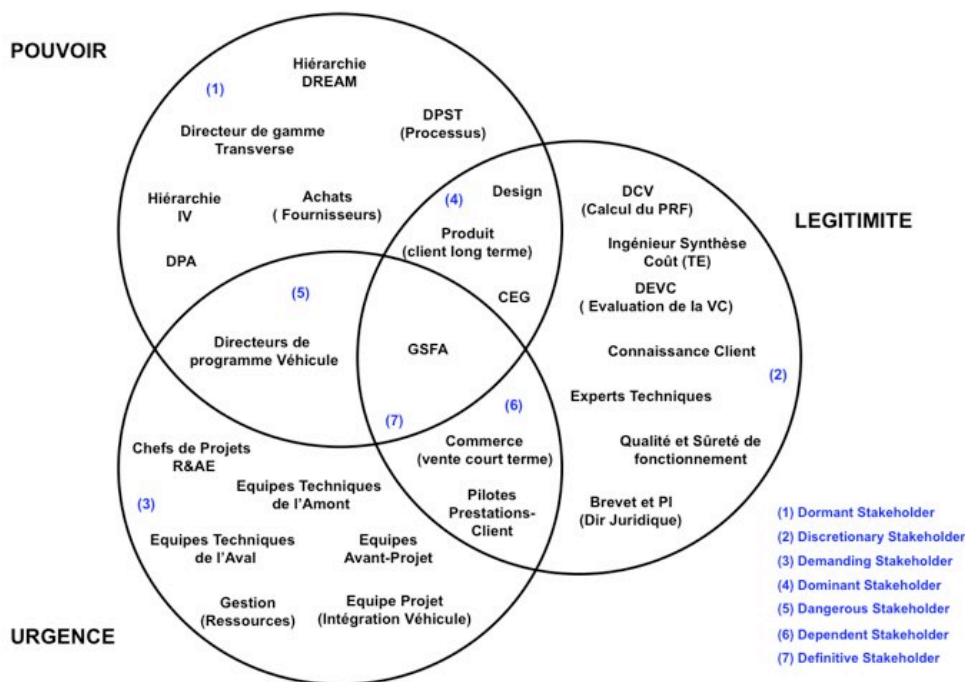 POUVOIR
(1)
Hiérarchie
DREAM
Directeur de gamme
Transverse
DPST
(Processus)
Hiérarchie
IV
Achats
( Fournisseurs)
DPA
(4)
Design
Produit
(client long terme)
CEG
LEGITIMITE
DCV
(Calcul du PRF)
Ingénieur Synthèse
Coût (TE)
DEVC
( Evaluation de la VC)
Connaissance Client
(2)
Experts Techniques
Qualité et Sûreté de
fonctionnement
Brevet et PI
(Dir Juridique)
(5)
Directeurs de
programme Véhicule
GSFA
(7)
(6)
Commerce
(vente court terme)
Pilotes
Prestations-
Client
Chefs de Projets
R&AE
(3)
Equipes Techniques
de l'Amont
Equipes Techniques
de l'Aval
Equipes
Avant-Projet
Gestion
(Ressources)
Equipe Projet
(Intégration Véhicule)
URGENCE
(1) Dormant Stakeholder
(2) Discretionary Stakeholder
(3) Demanding Stakeholder
(4) Dominant Stakeholder
(5) Dangerous Stakeholder
(6) Dependent Stakeholder
(7) Definitive Stakeholder